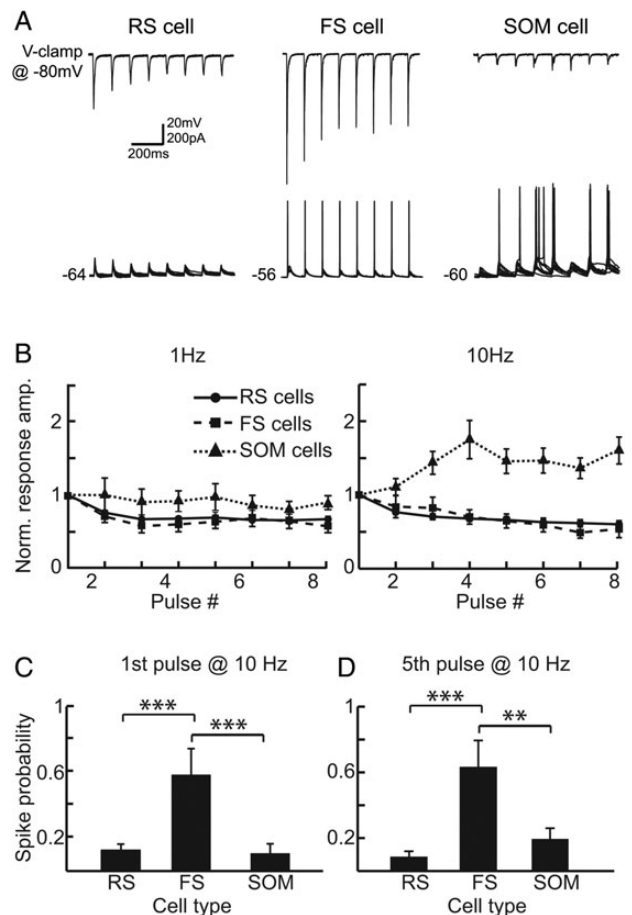 A
RS cell FS cell SOM cell
V-clamp
@ -80mV
20mV
200pA
200ms
-64 -56 -60
B
1Hz 10Hz
RS cells
FS cells
SOM cells
Norm. response amp.
2 2
1 1
0 0
2 4 6 8 2 4 6 8
Pulse # Pulse #
C 1st pulse @ 10 Hz D 5th pulse @ 10 Hz
1 1
*** *** *** **
0.6 0.6
0.2 0.2
Spike probability
RS FS SOM RS FS SOM
Cell type Cell type